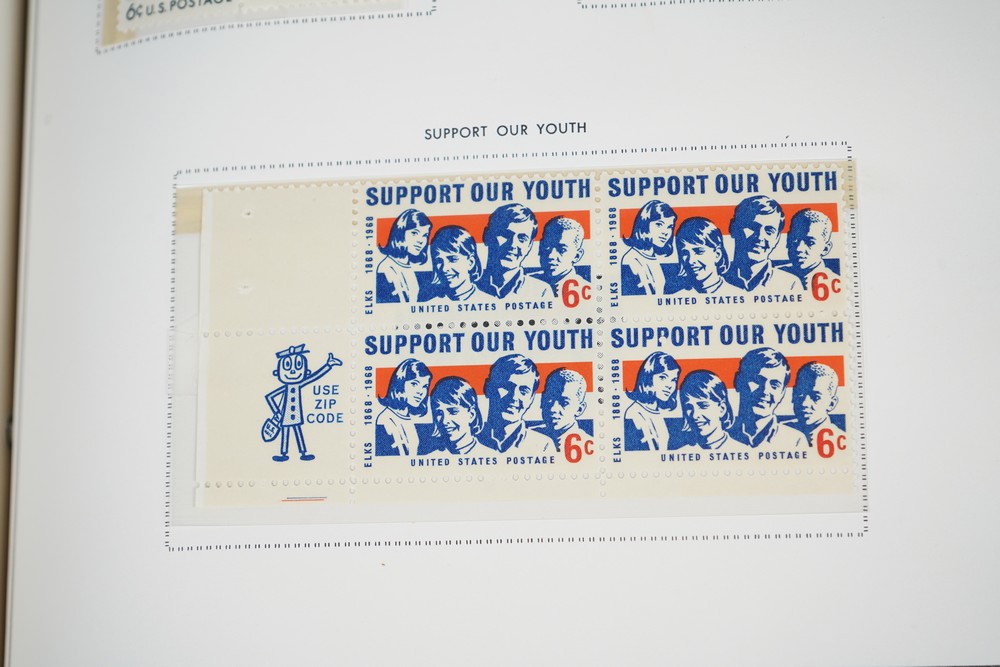 6¢ U.S. POSTAGE
SUPPORT OUR YOUTH
SUPPORT OUR YOUTH
ELKS 1868 · 1968
UNITED STATES POSTAGE 6c
SUPPORT OUR YOUTH
ELKS 1868 · 1968
UNITED STATES POSTAGE 6c
USE
ZIP
CODE
SUPPORT OUR YOUTH
ELKS 1868 · 1968
UNITED STATES POSTAGE 6c
SUPPORT OUR YOUTH
ELKS 1868 · 1968
UNITED STATES POSTAGE 6c